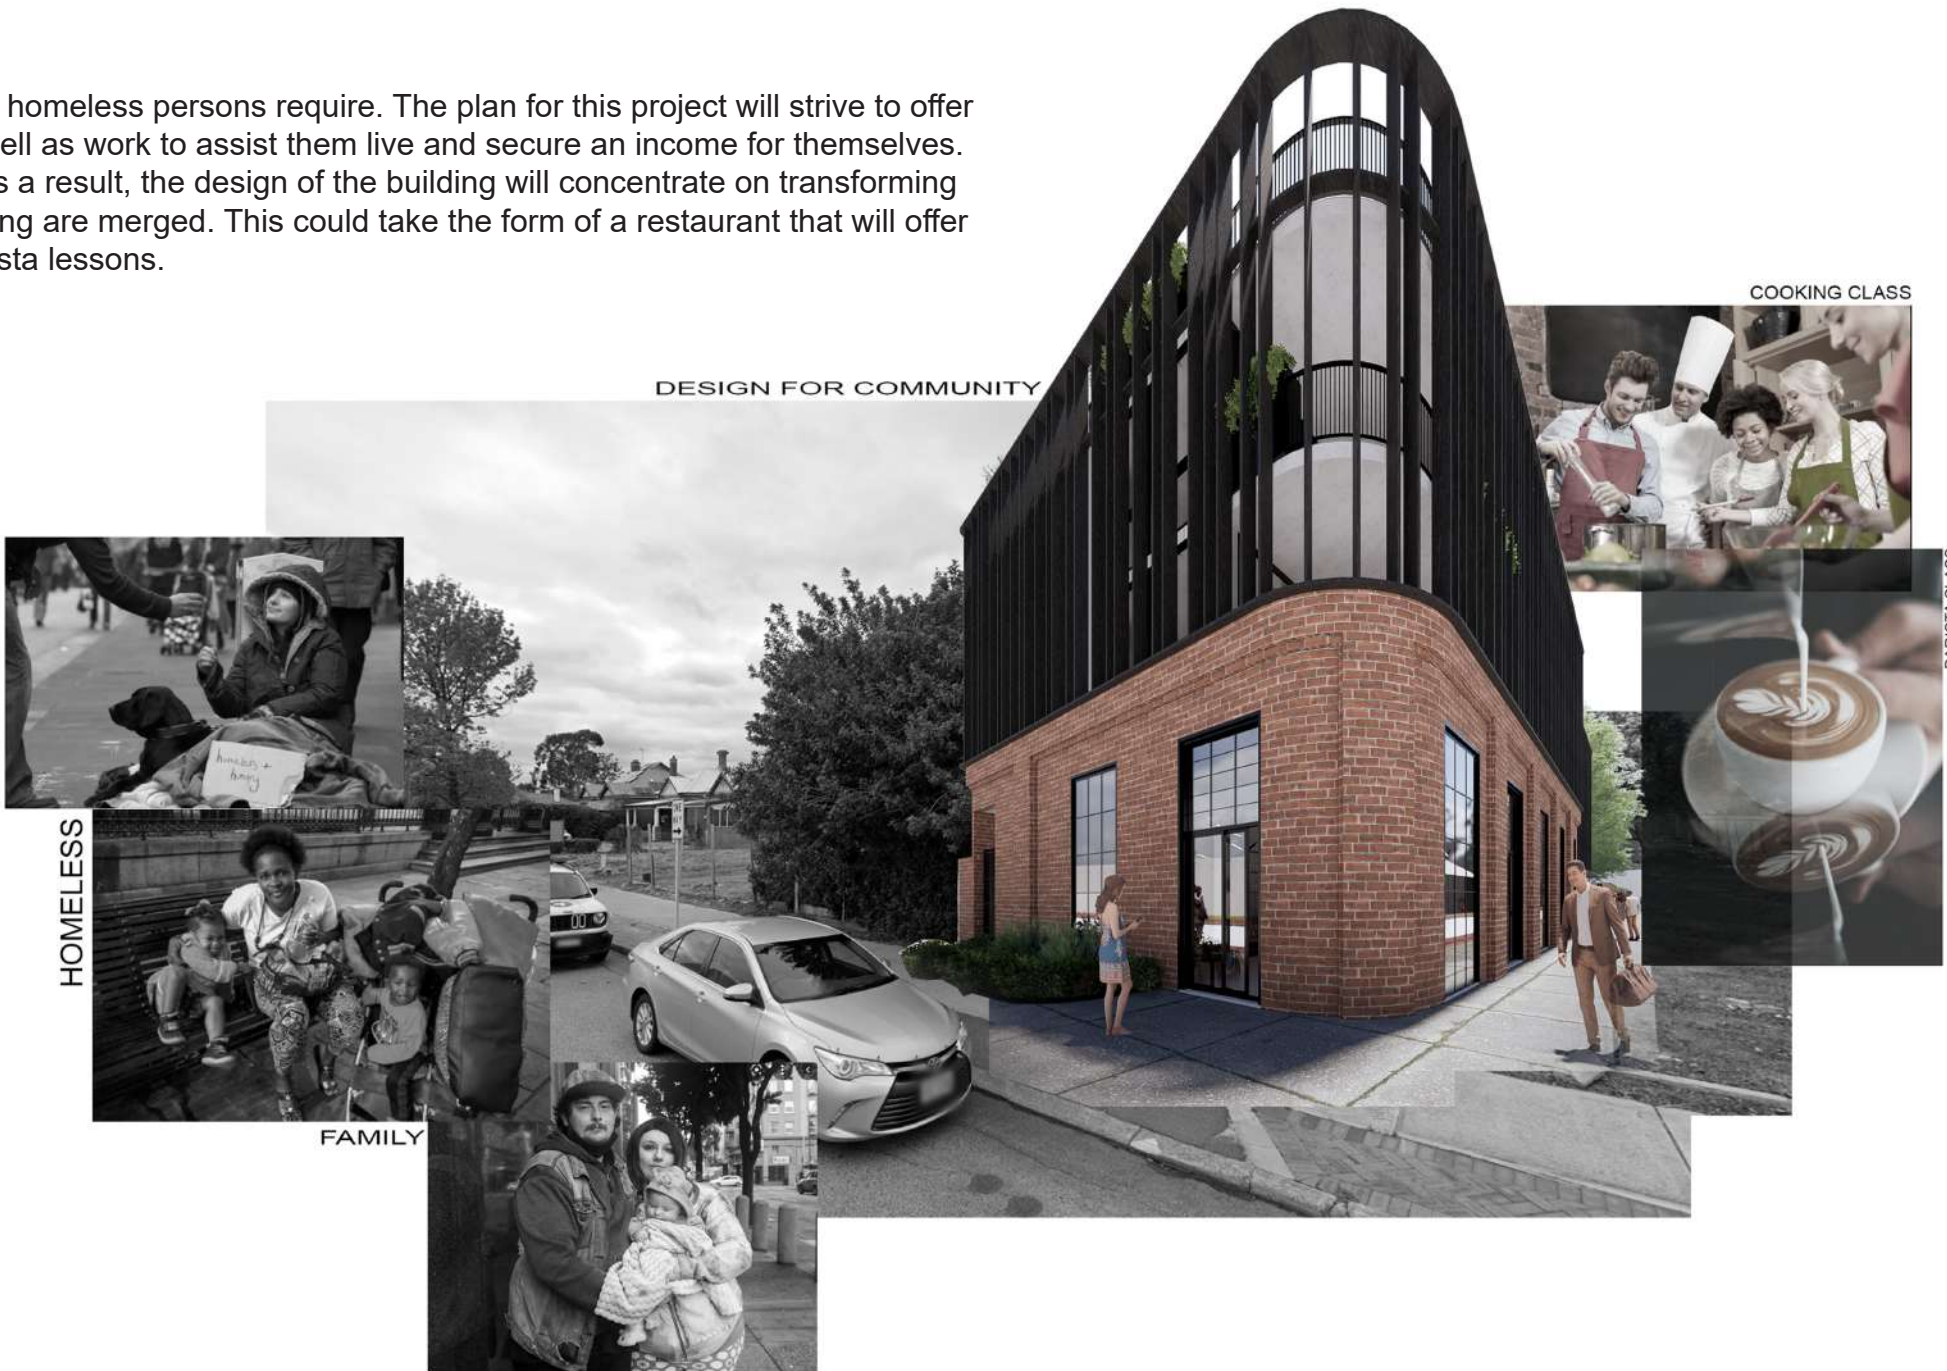 homeless persons require. The plan for this project will strive to offer
ell as work to assist them live and secure an income for themselves.
s a result, the design of the building will concentrate on transforming
ng are merged. This could take the form of a restaurant that will offer
sta lessons.
COOKING CLASS
DESIGN FOR COMMUNITY
homeless +
hungry
HOMELESS
FAMILY